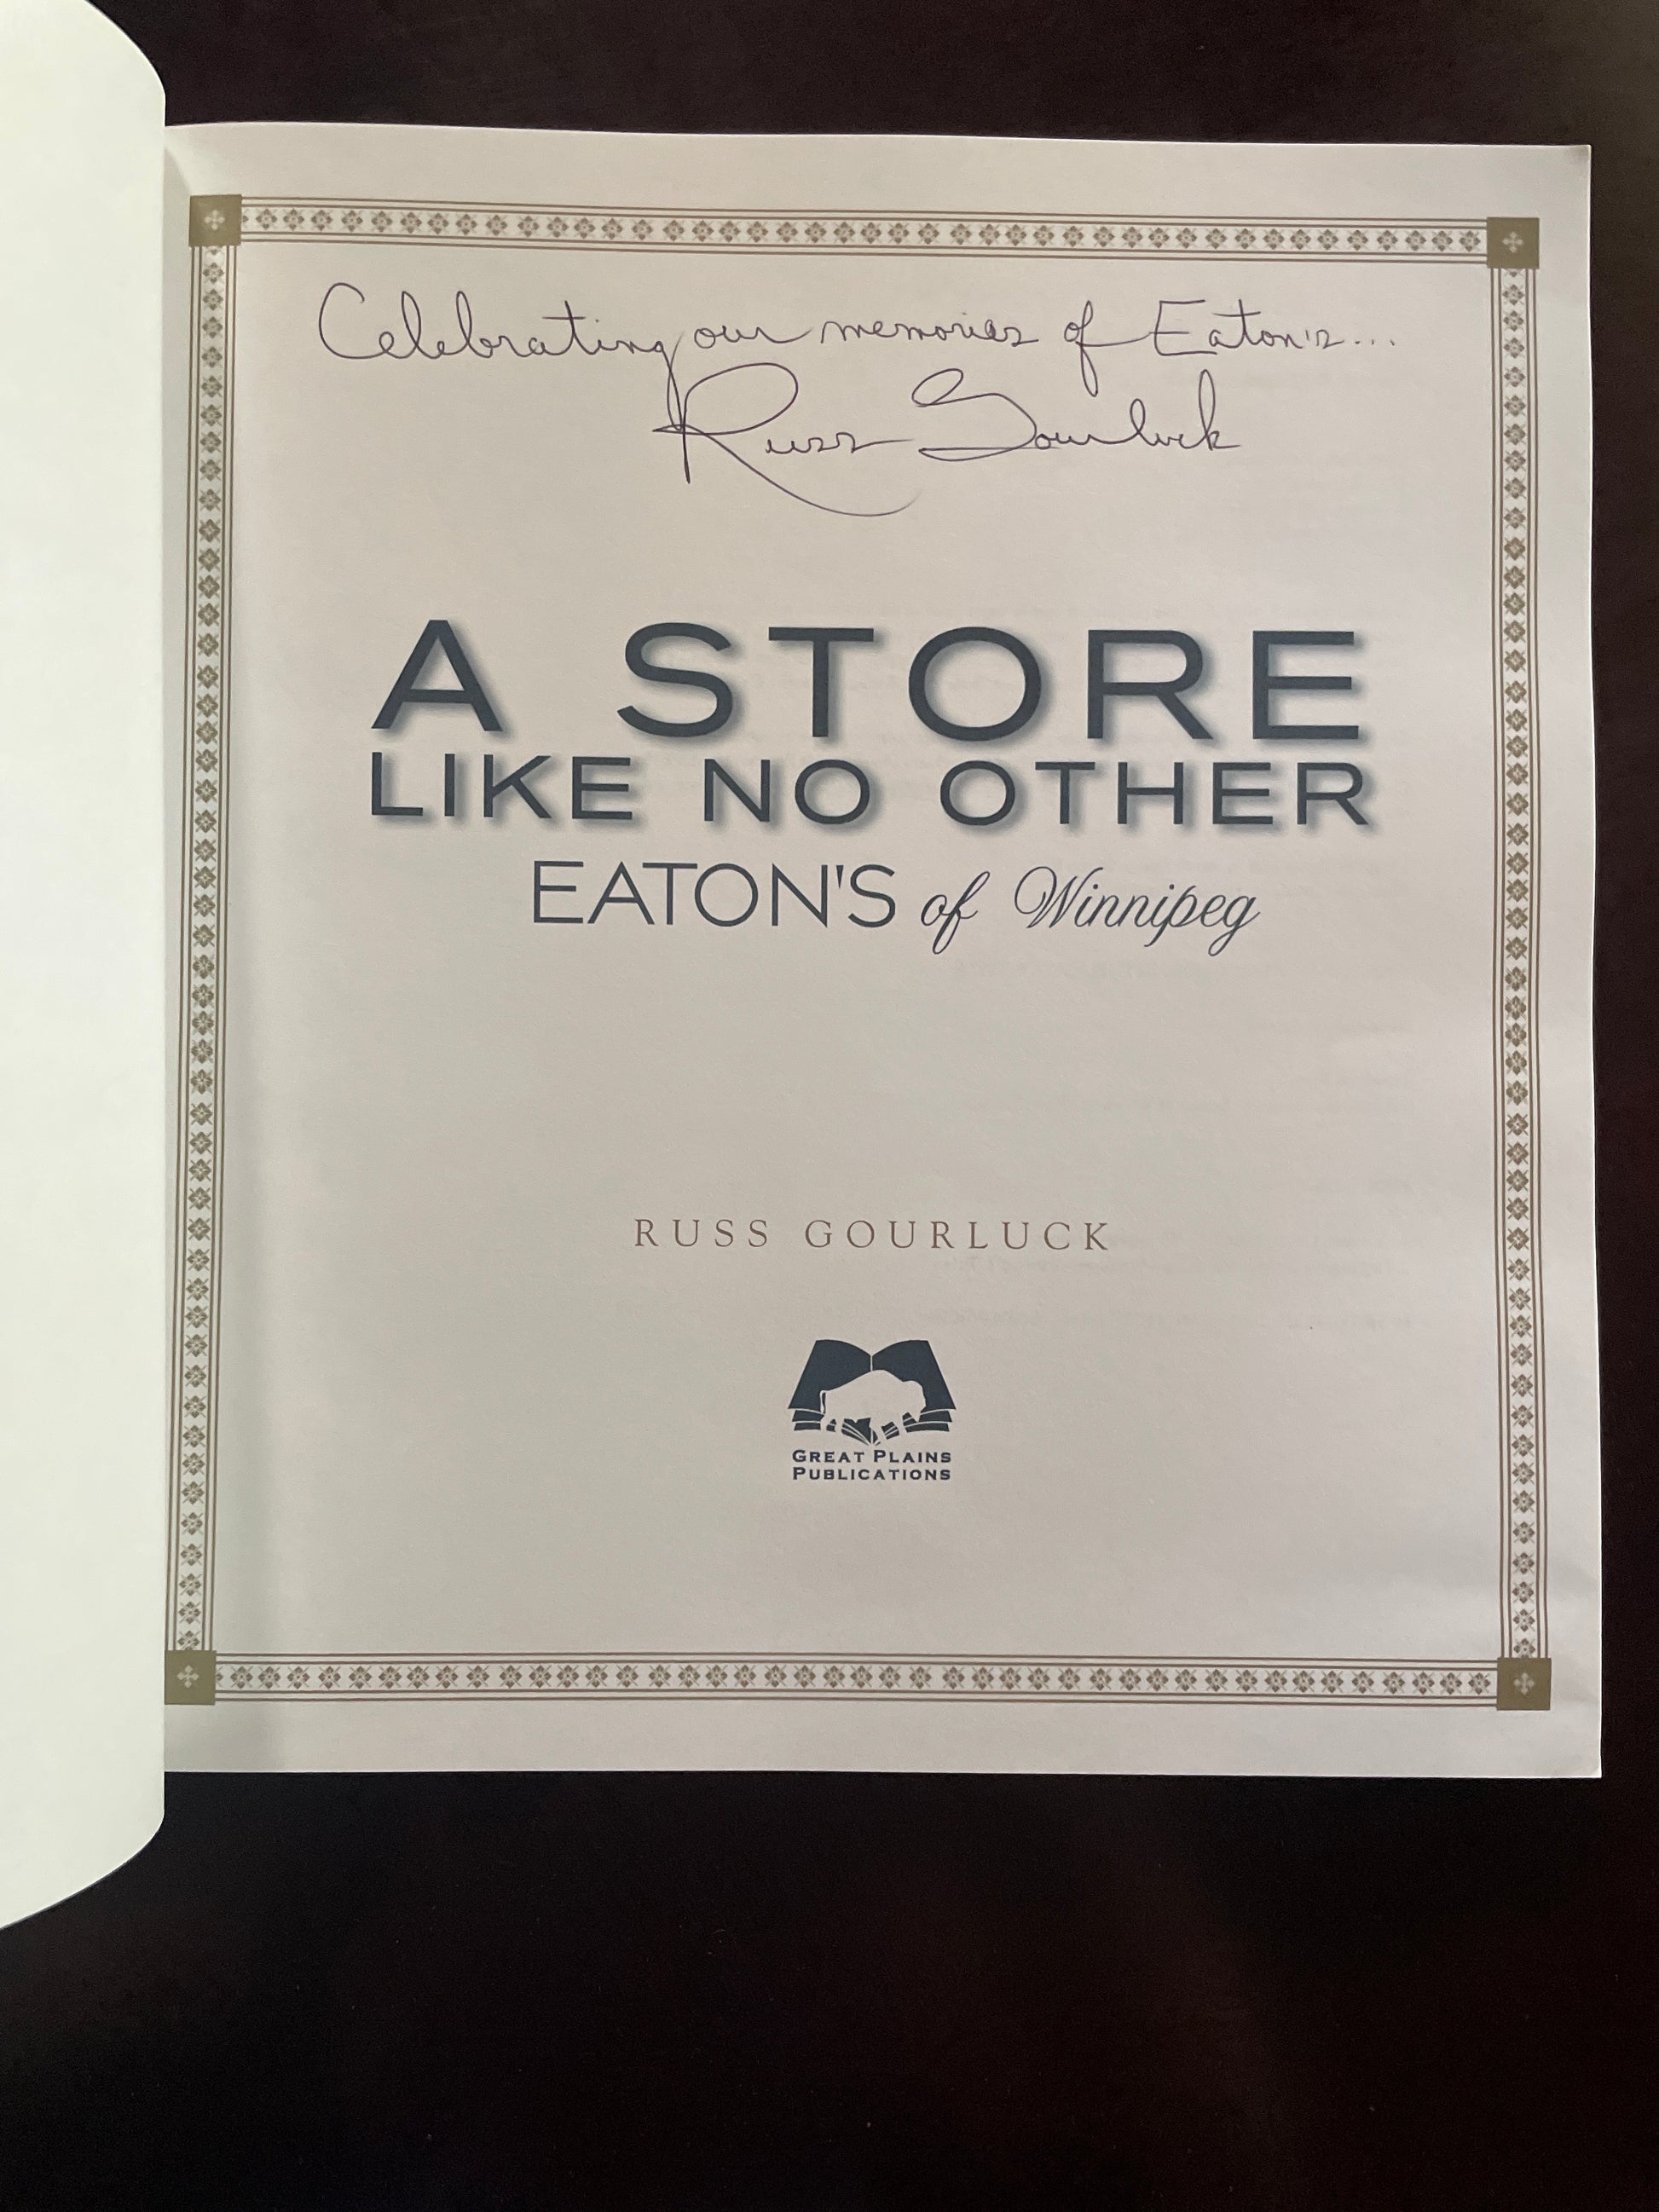 Celebrating our memories of Eaton's...
Russ Gourluck
A STORE
LIKE NO OTHER
EATON'S of Winnipeg
RUSS GOURLUCK
GREAT PLAINS
PUBLICATIONS